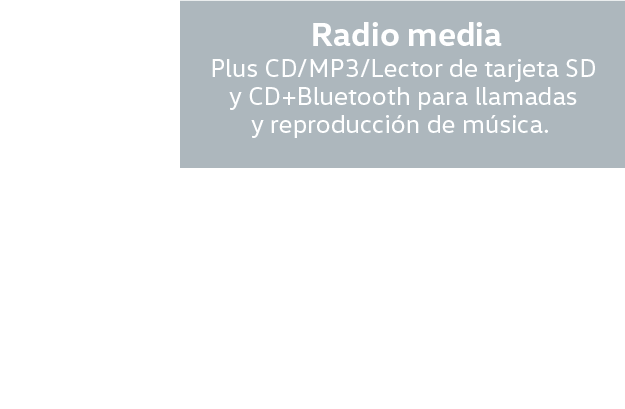 Radio media
Plus CD/MP3/Lector de tarjeta SD
y CD+Bluetooth para llamadas
y reproducción de música.